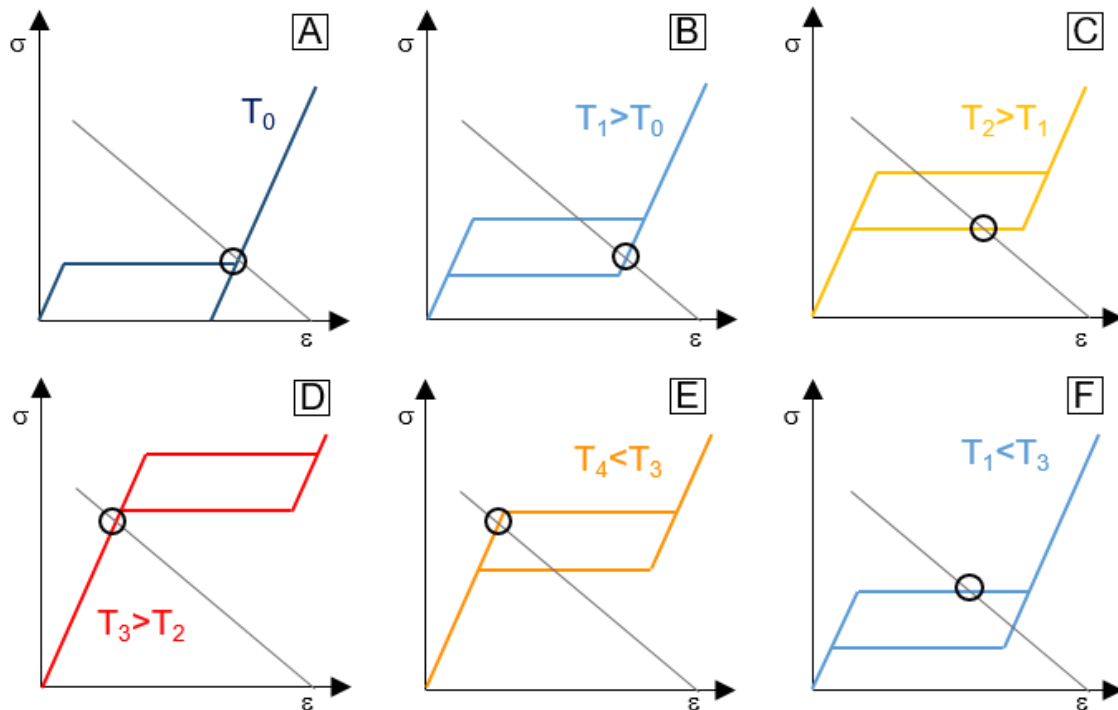 A
σ
T₀
ε
B
σ
T₁>T₀
ε
C
σ
T₂>T₁
ε
D
σ
T₃>T₂
ε
E
σ
T₄<T₃
ε
F
σ
T₁<T₃
ε